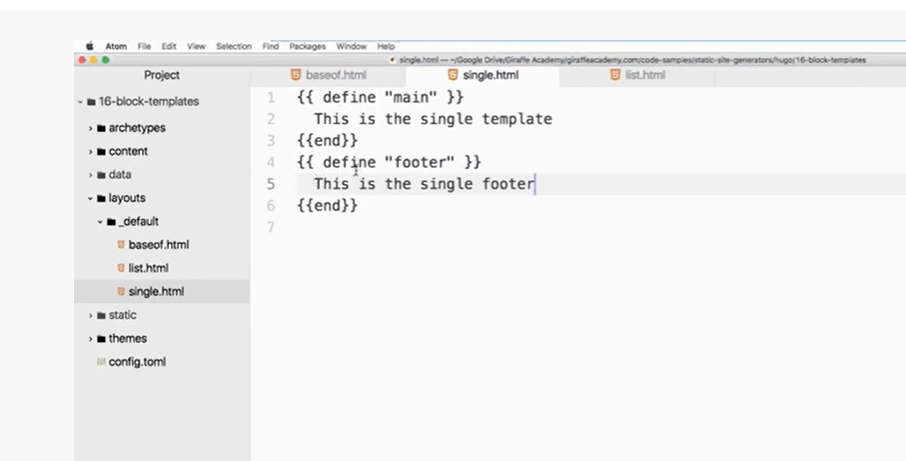 Atom File Edit View Selection Find Packages Window Help
single.html — ~/Google Drive/Giraffe Academy/giraffeacademy.com/code-samples/static-site-generators/hugo/16-block-templates
Project
baseof.html single.html list.html
16-block-templates
archetypes
content
data
layouts
_default
baseof.html
list.html
single.html
static
themes
config.toml
1 {{ define "main" }}
2 This is the single template
3 {{end}}
4 {{ define "footer" }}
5 This is the single footer
6 {{end}}
7